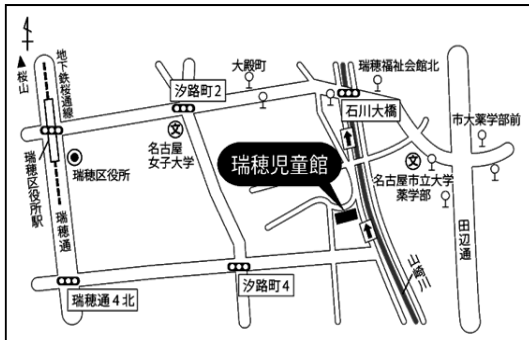 桜山
地下鉄桜通線
瑞穂区役所駅
瑞穂区役所
瑞穂通
瑞穂通4北
汐路町2
名古屋
女子大学
大殿町
汐路町4
瑞穂児童館
瑞穂福祉会館北
石川大橋
名古屋市立大学
薬学部
市大薬学部前
山崎川
田辺通